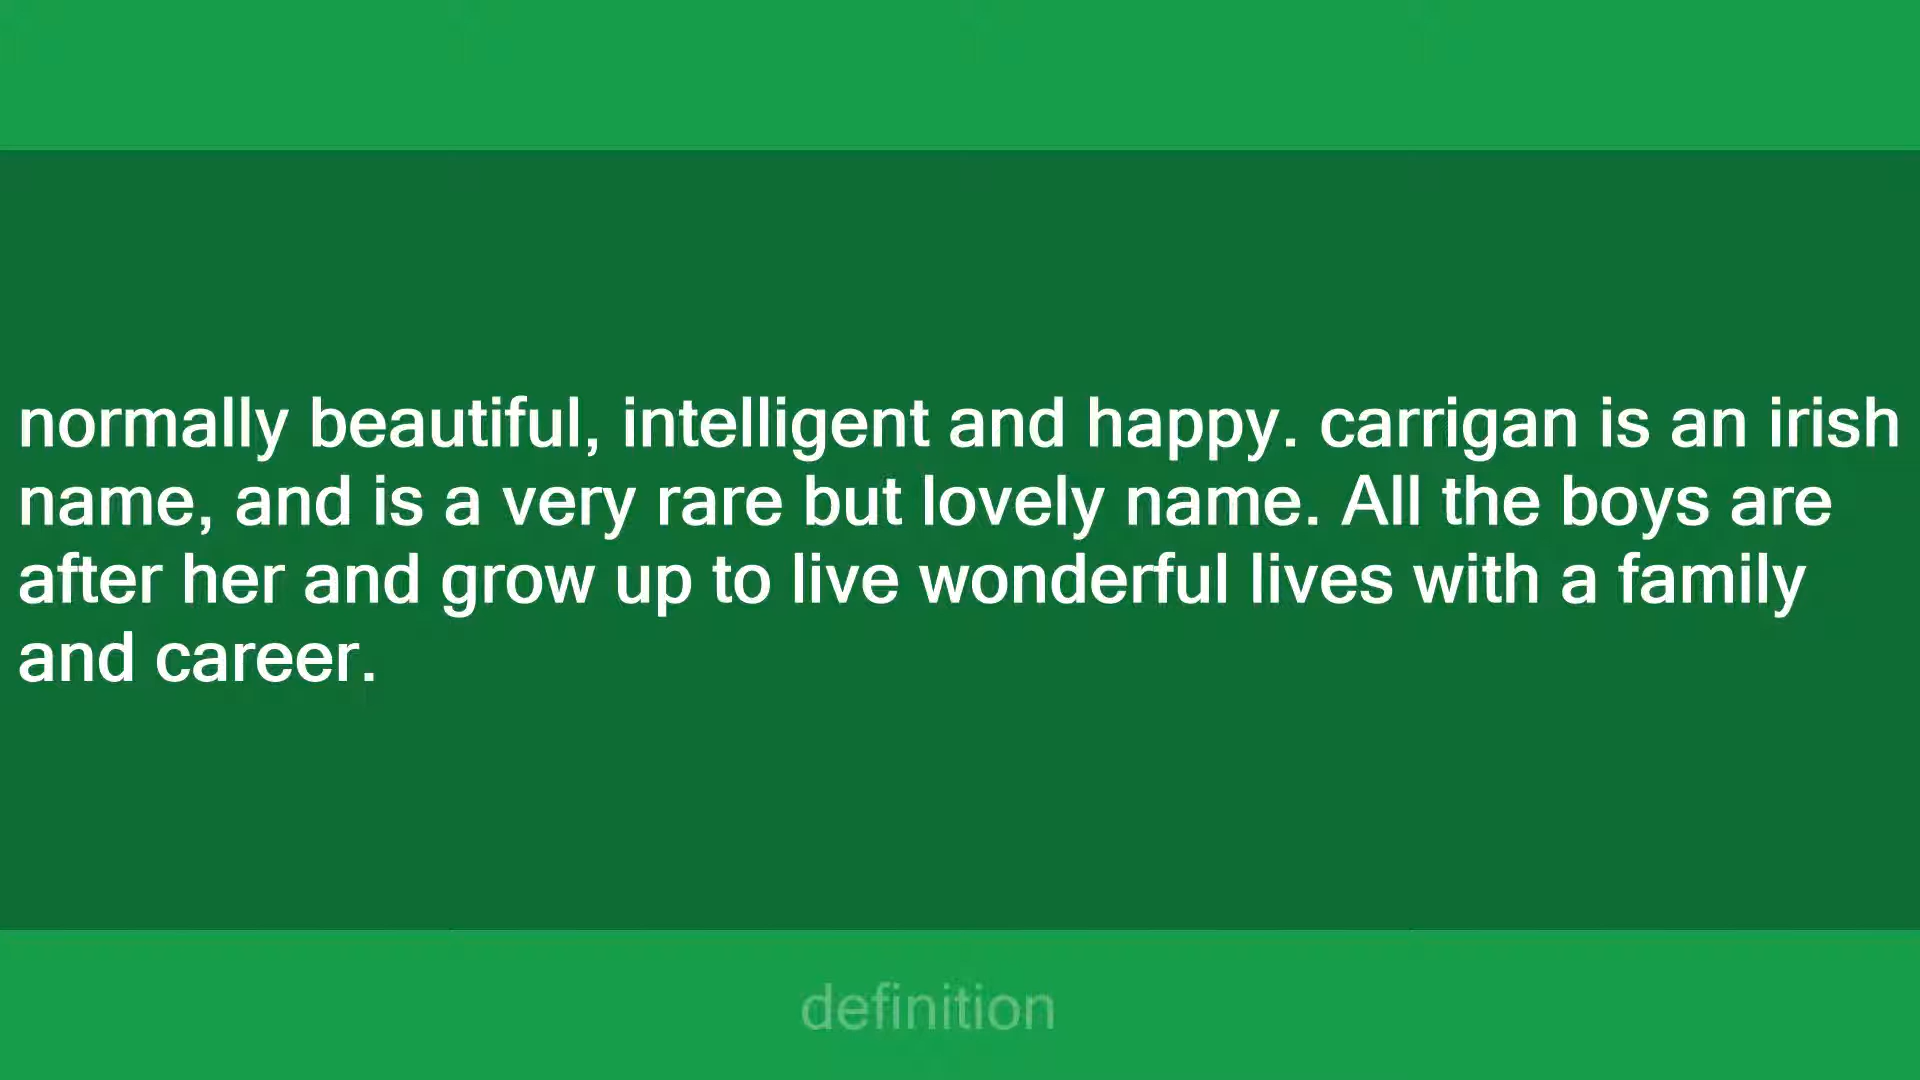 normally beautiful, intelligent and happy. carrigan is an irish
name, and is a very rare but lovely name. All the boys are
after her and grow up to live wonderful lives with a family
and career.
definition